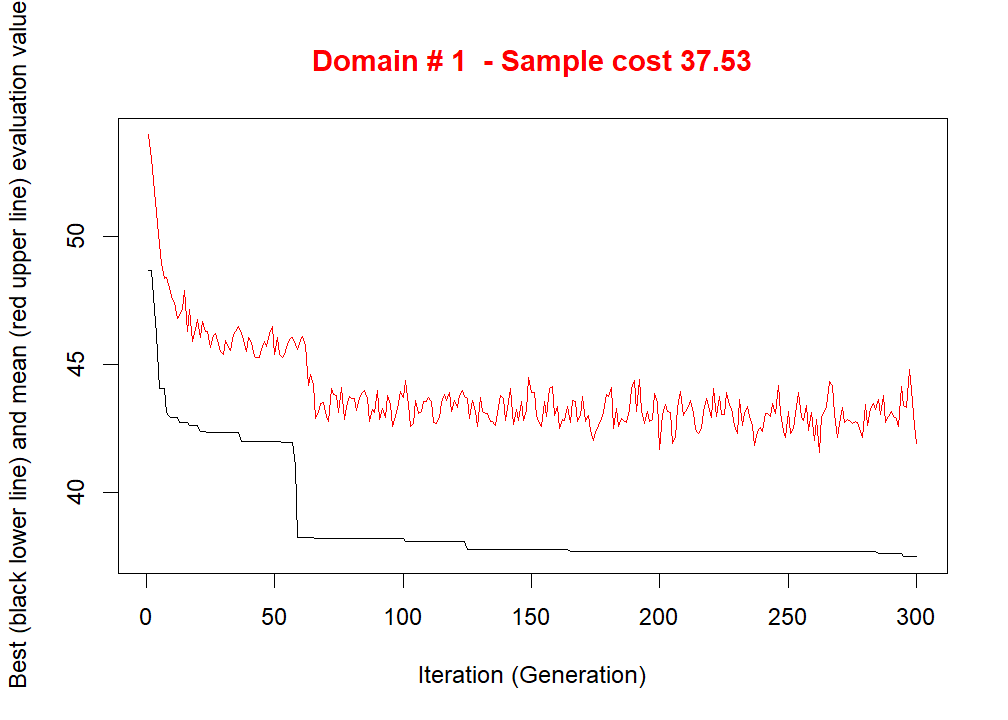 Domain # 1  - Sample cost 37.53
Best (black lower line) and mean (red upper line) evaluation value
50
45
40
0 50 100 150 200 250 300
Iteration (Generation)